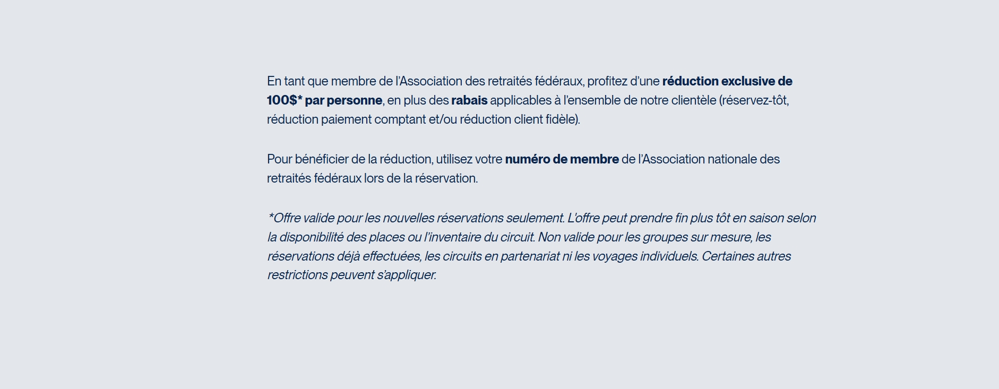 En tant que membre de l’Association des retraités fédéraux, profitez d’une réduction exclusive de
100$* par personne, en plus des rabais applicables à l’ensemble de notre clientèle (réservez-tôt,
réduction paiement comptant et/ou réduction client fidèle).
Pour bénéficier de la réduction, utilisez votre numéro de membre de l’Association nationale des
retraités fédéraux lors de la réservation.
*Offre valide pour les nouvelles réservations seulement. L'offre peut prendre fin plus tôt en saison selon
la disponibilité des places ou l’inventaire du circuit. Non valide pour les groupes sur mesure, les
réservations déjà effectuées, les circuits en partenariat ni les voyages individuels. Certaines autres
restrictions peuvent s’appliquer.